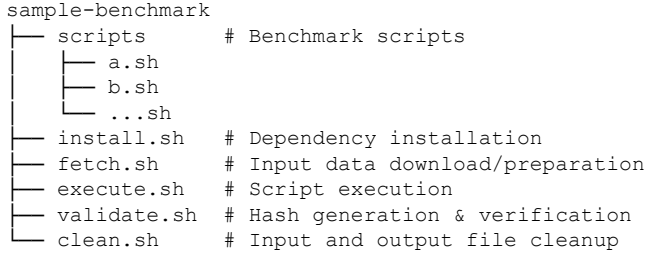 sample-benchmark
├── scripts       # Benchmark scripts
│   ├── a.sh
│   ├── b.sh
│   └── ...sh
├── install.sh  # Dependency installation
├── fetch.sh    # Input data download/preparation
├── execute.sh  # Script execution
├── validate.sh # Hash generation & verification
└── clean.sh    # Input and output file cleanup